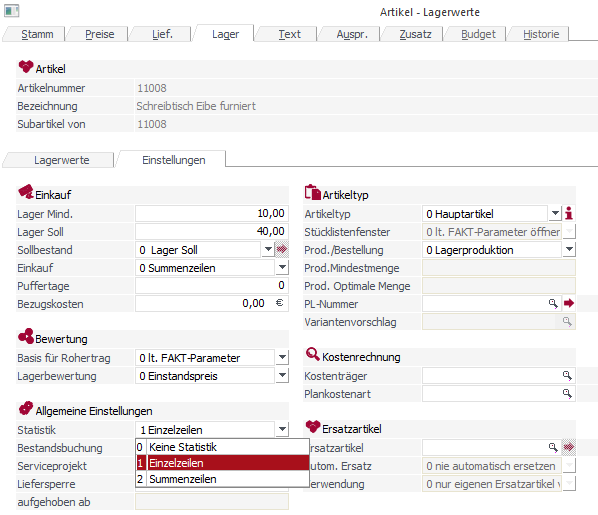 Artikel - Lagerwerte
Stamm Preise Lief. Lager Text Auspr. Zusatz Budget Historie
Artikel
Artikelnummer 11008
Bezeichnung Schreibtisch Eibe furniert
Subartikel von 11008
Lagerwerte Einstellungen
Einkauf
Lager Mind. 10,00
Lager Soll 40,00
Sollbestand 0 Lager Soll
Einkauf 0 Summenzeilen
Puffertage 0
Bezugskosten 0,00 €
Bewertung
Basis für Rohertrag 0 lt. FAKT-Parameter
Lagerbewertung 0 Einstandspreis
Allgemeine Einstellungen
Statistik 1 Einzelzeilen
Bestandsbuchung 0 Keine Statistik
Serviceprojekt 1 Einzelzeilen
Liefersperre 2 Summenzeilen
aufgehoben ab
Artikeltyp
Artikeltyp 0 Hauptartikel
Stücklistenfenster 0 lt. FAKT-Parameter öffner
Prod./Bestellung 0 Lagerproduktion
Prod.Mindestmenge
Prod. Optimale Menge
PL-Nummer
Variantenvorschlag
Kostenrechnung
Kostenträger
Plankostenart
Ersatzartikel
rsatzartikel
utom. Ersatz 0 nie automatisch ersetzen
erwendung 0 nur eigenen Ersatzartikel v